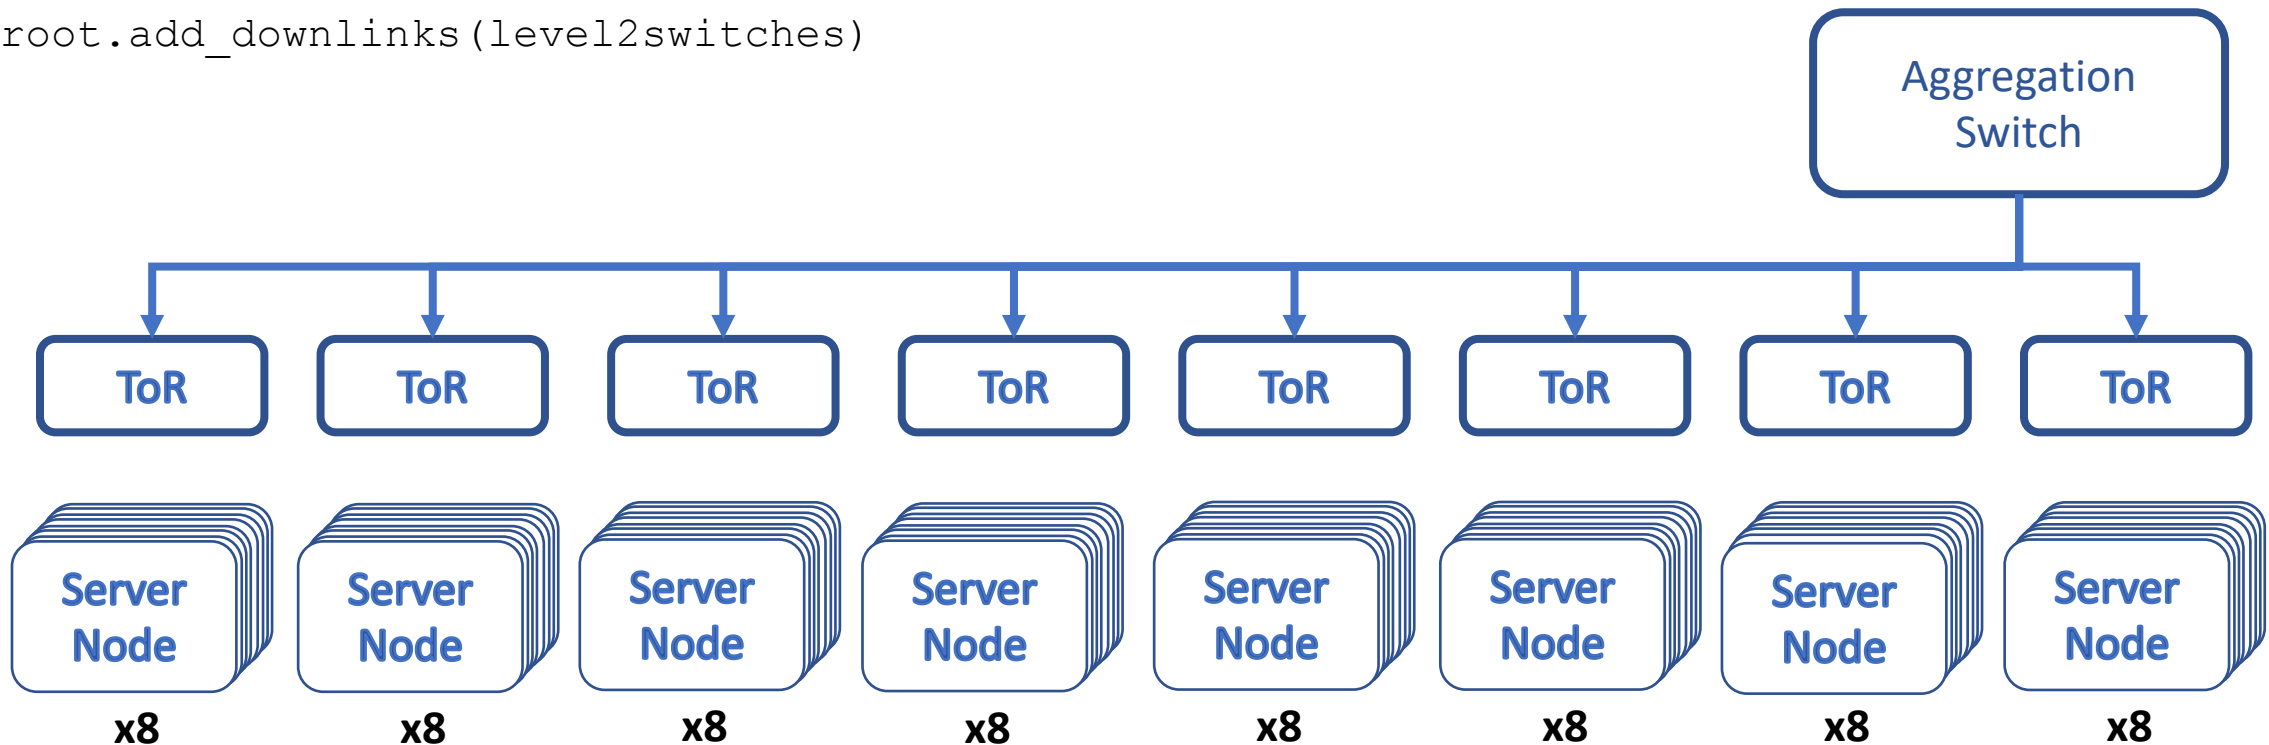 root.add_downlinks(level2switches)
Aggregation
Switch
ToR
ToR
ToR
ToR
ToR
ToR
ToR
ToR
Server
Node
Server
Node
Server
Node
Server
Node
Server
Node
Server
Node
Server
Node
Server
Node
x8
x8
x8
x8
x8
x8
x8
x8